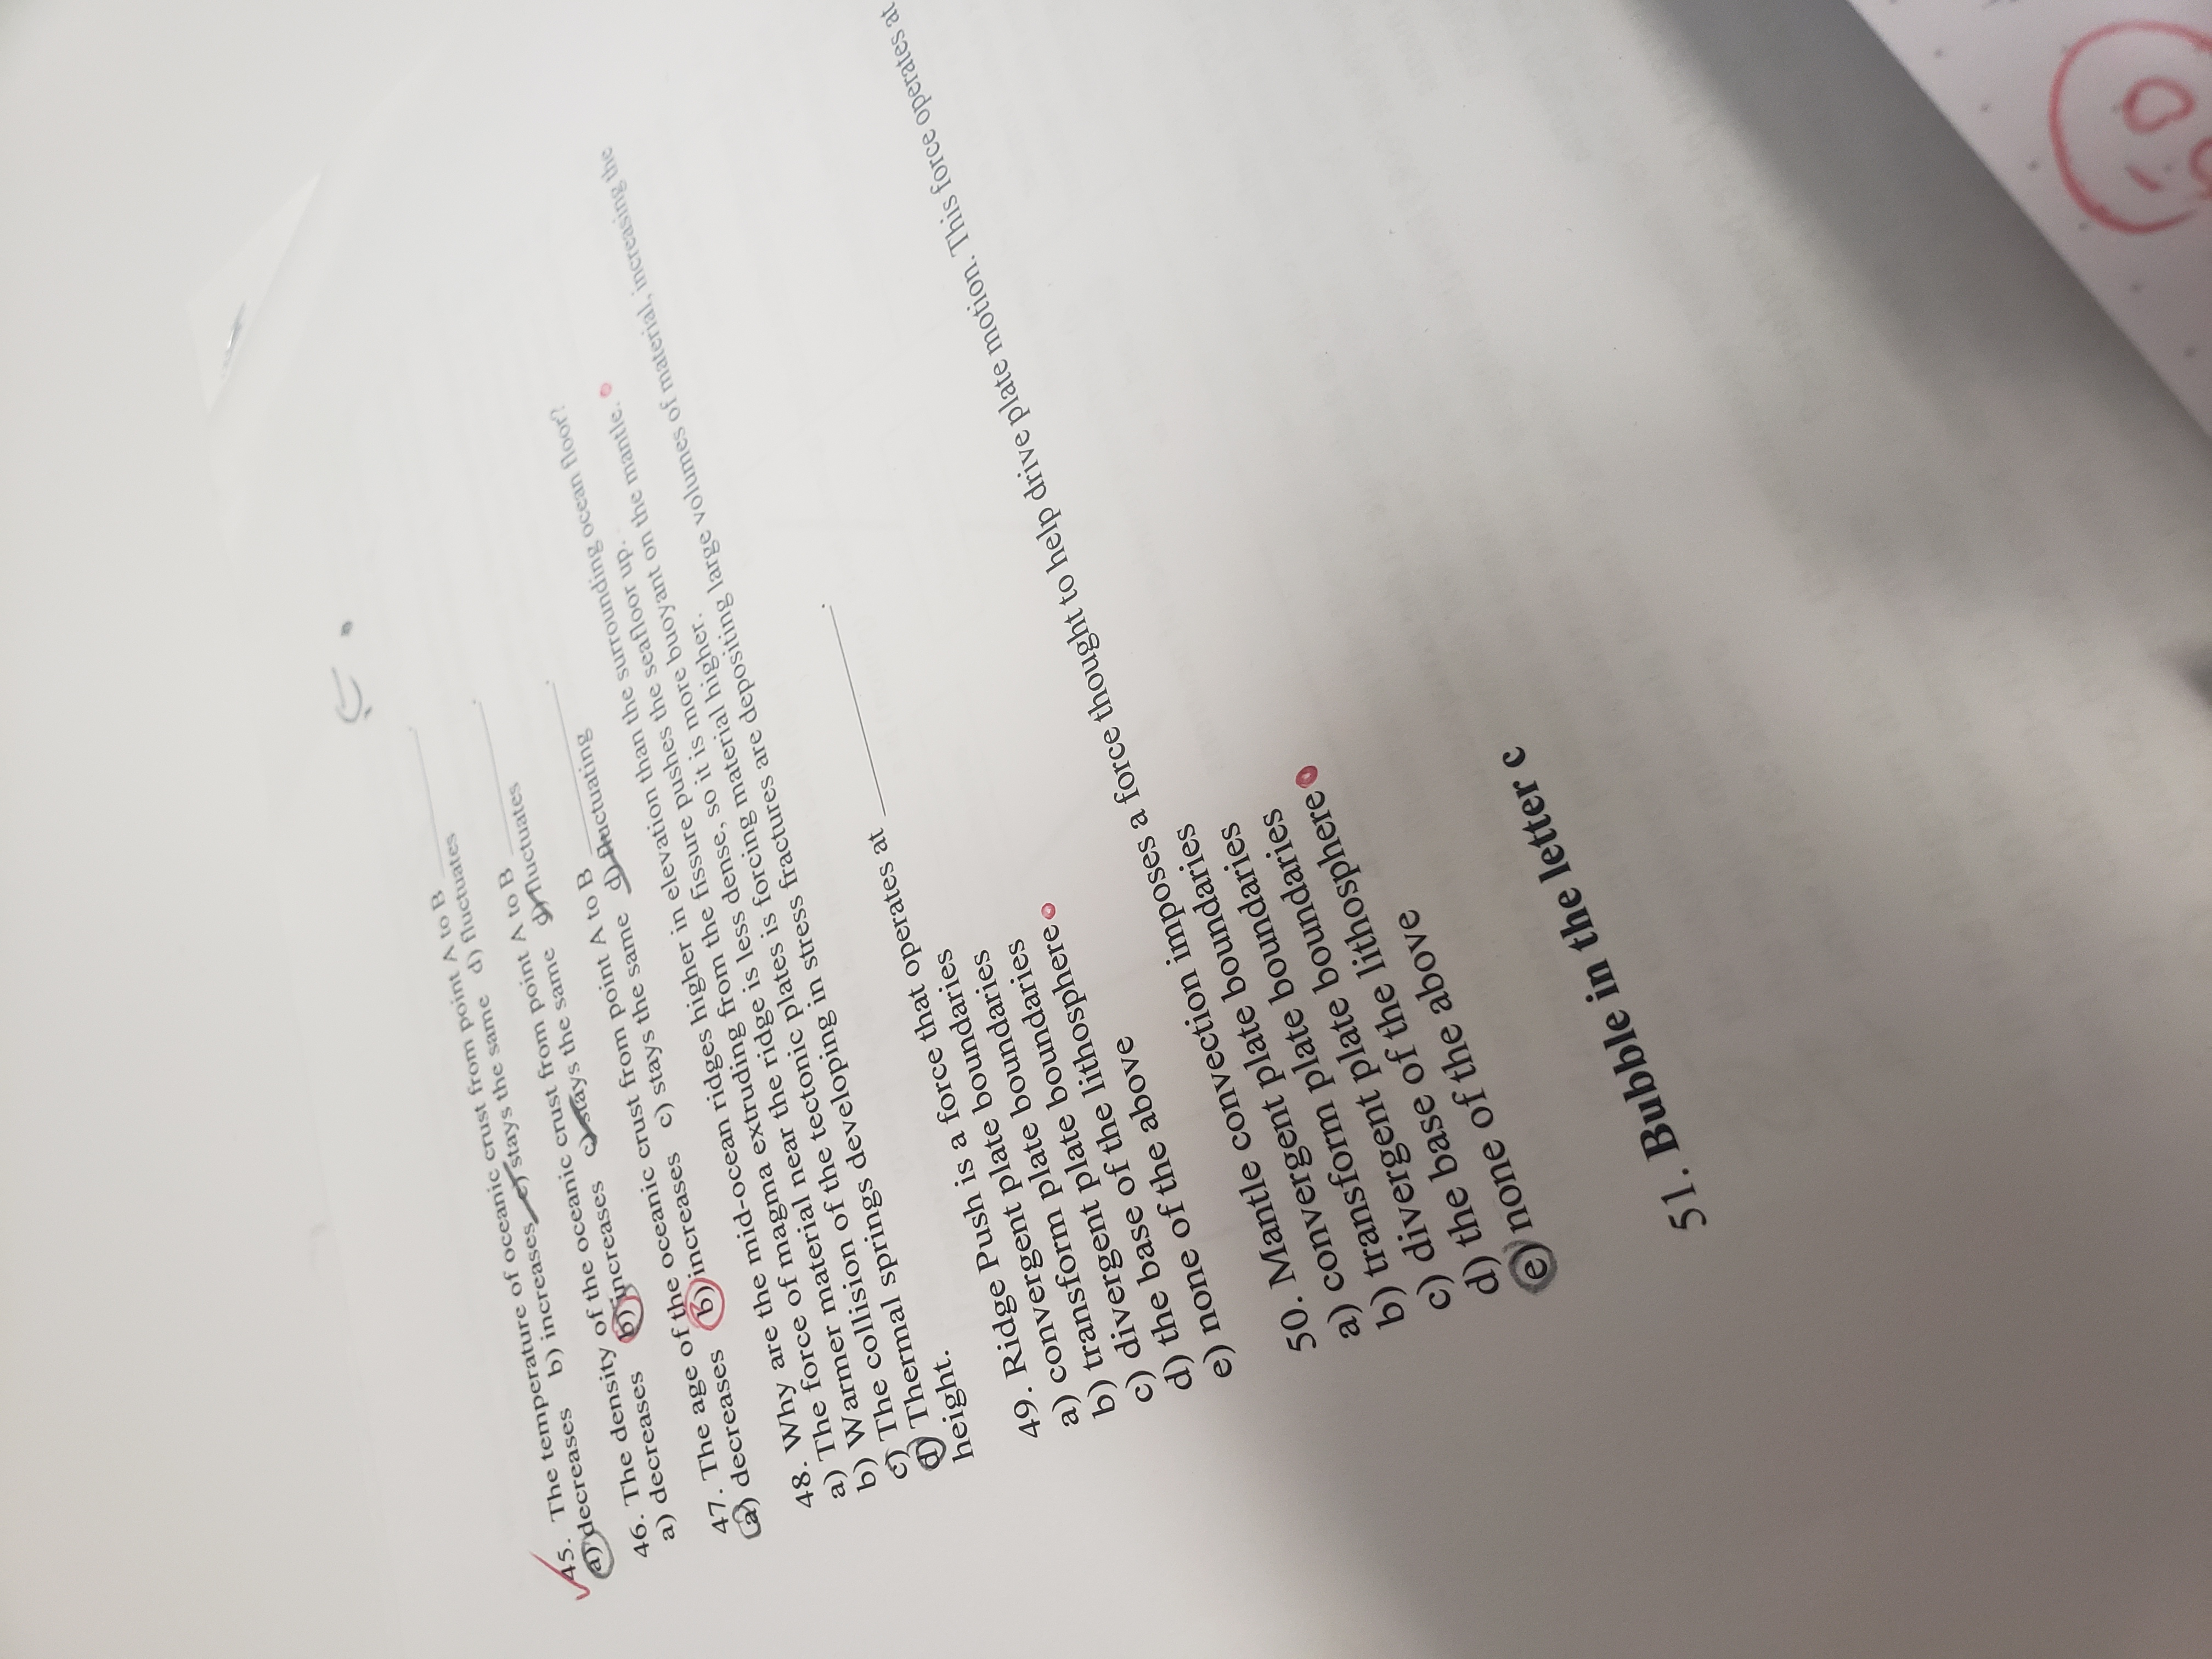 45. The temperature of oceanic crust from point A to B ________.
a) decreases b) increases c) stays the same d) fluctuates
46. The density of the oceanic crust from point A to B ________.
a) decreases b) increases c) stays the same d) fluctuates
47. The age of the oceanic crust from point A to B ________.
a) decreases b) increases c) stays the same d) fluctuating
48. Why are the mid-ocean ridges higher in elevation than the surrounding ocean floor?
a) The force of magma extruding from the fissure pushes the seafloor up.
b) Warmer material near the ridge is less dense, so it is more buoyant on the mantle.
c) The collision of the tectonic plates is forcing material higher.
d) Thermal springs developing in stress fractures are depositing large volumes of material, increasing the
height.
49. Ridge Push is a force that operates at ________.
a) convergent plate boundaries
b) transform plate boundaries
c) divergent plate boundaries
d) the base of the lithosphere
e) none of the above
50. Mantle convection imposes a force thought to help drive plate motion. This force operates at
a) convergent plate boundaries
b) transform plate boundaries
c) divergent plate boundaries
d) the base of the lithosphere
e) none of the above
51. Bubble in the letter c